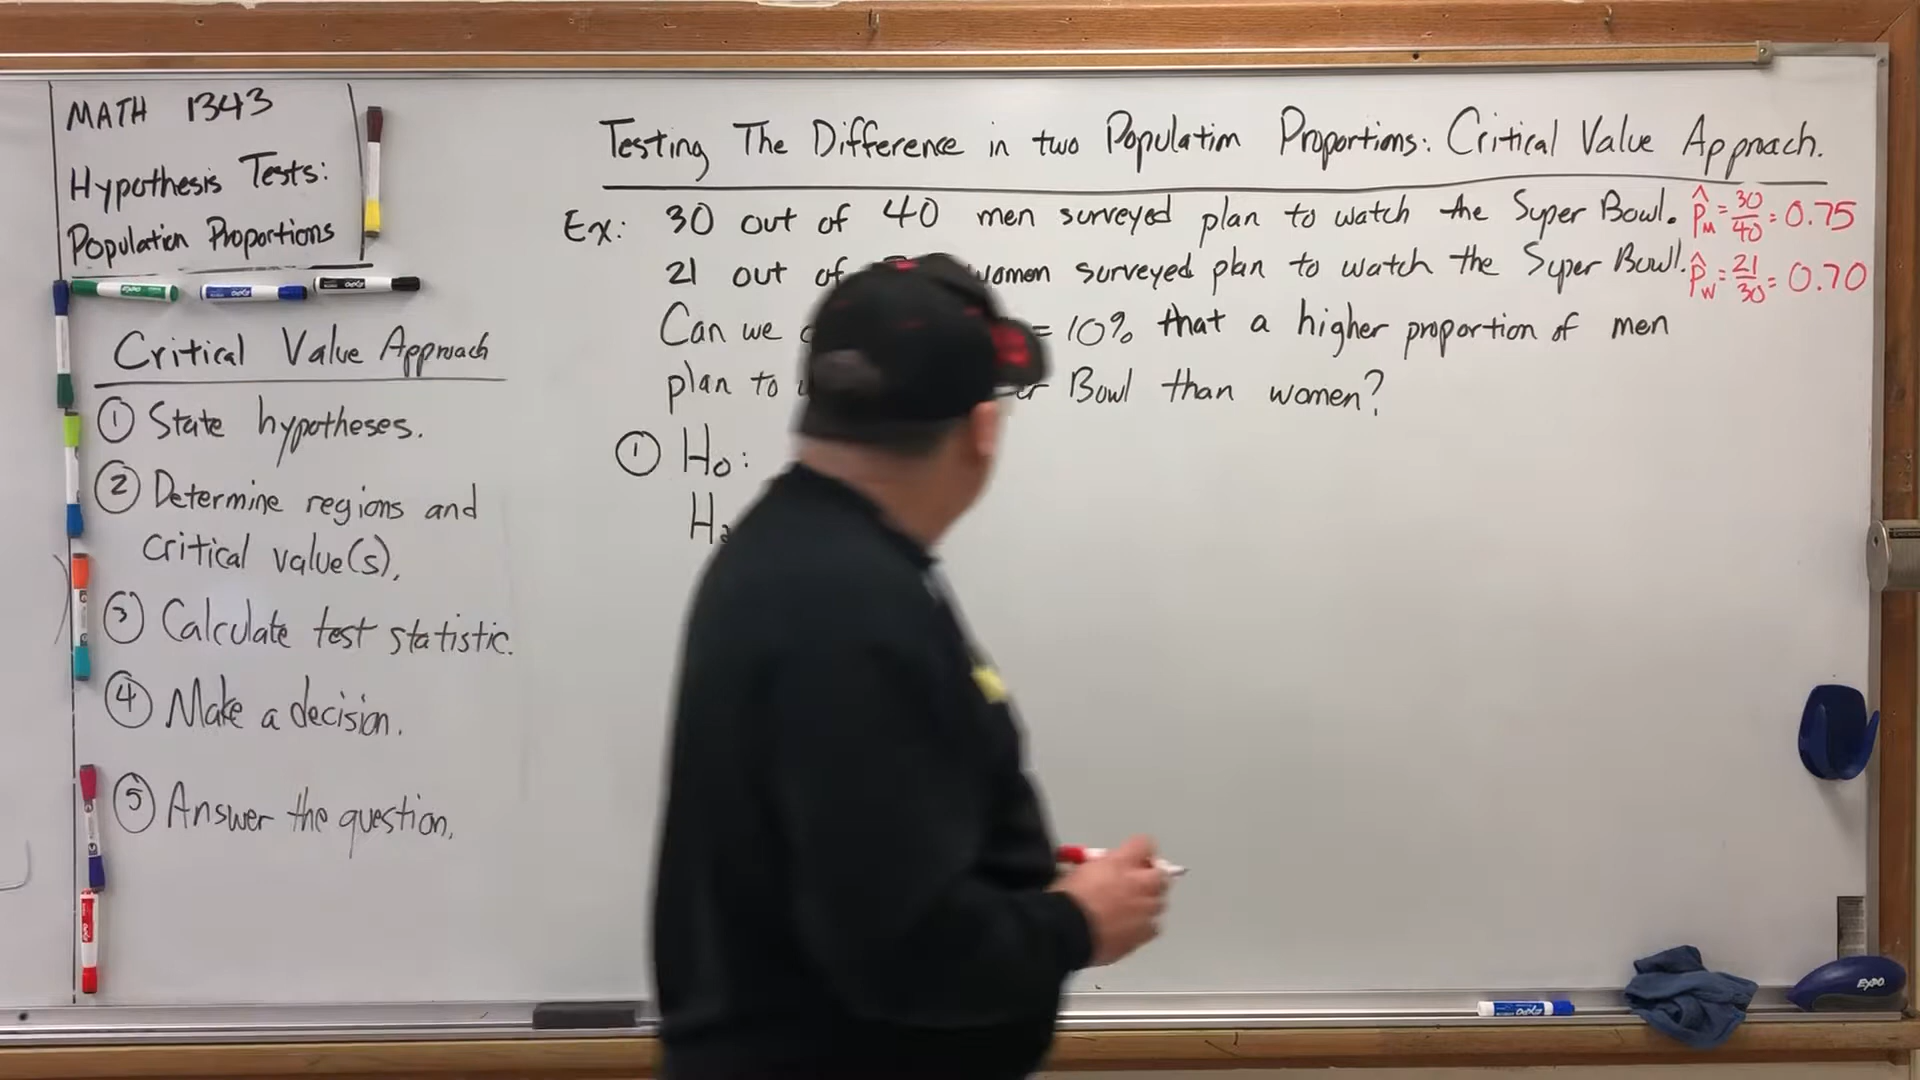 MATH 1343
Hypothesis Tests:
Population Proportions
Critical Value Approach
① State hypotheses.
② Determine regions and
critical value(s).
③ Calculate test statistic.
④ Make a decision.
⑤ Answer the question.
Testing The Difference in two Population Proportions: Critical Value Approach.
Ex: 30 out of 40 men surveyed plan to watch the Super Bowl. p̂M = 30/40 = 0.75
21 out of women surveyed plan to watch the Super Bowl. p̂W = 21/30 = 0.70
Can we = 10% that a higher proportion of men
plan to Bowl than women?
① Ho:
EXPO